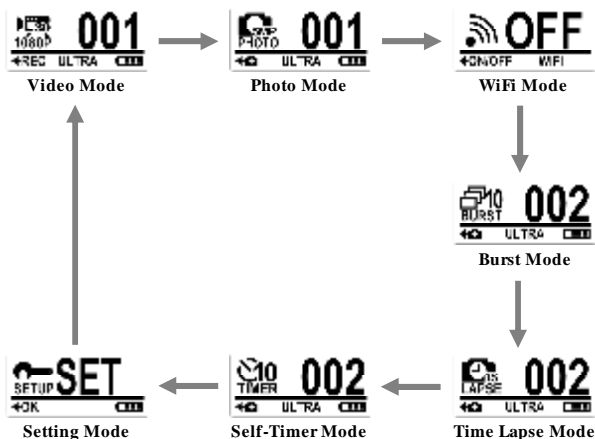 1080P 001
REC ULTRA
Video Mode
PHOTO 001
ULTRA
Photo Mode
OFF
ON/OFF WIFI
WiFi Mode
10 BURST 002
ULTRA
Burst Mode
SETUP SET
OK
Setting Mode
10 TIMER 002
ULTRA
Self-Timer Mode
LAPSE 002
ULTRA
Time Lapse Mode